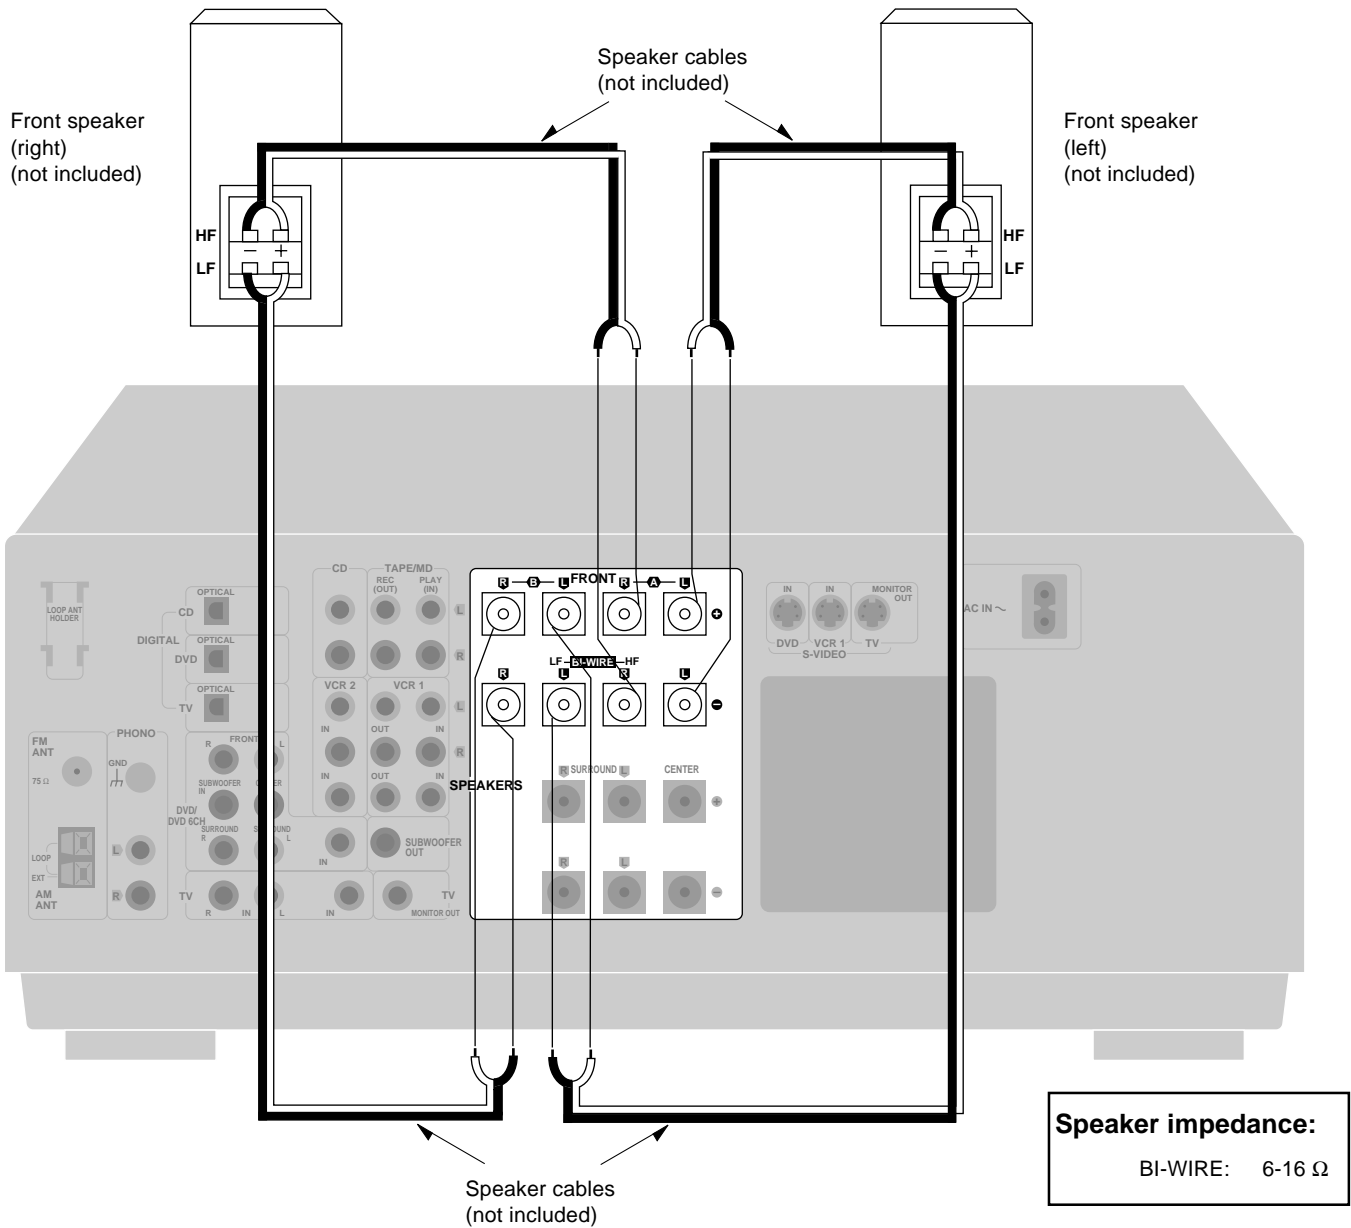 Speaker cables
(not included)
Front speaker
(right)
(not included)
Front speaker
(left)
(not included)
HF
− +
LF
HF
− +
LF
LOOP ANT
HOLDER
DIGITAL
CD
OPTICAL
DVD
OPTICAL
TV
OPTICAL
CD
TAPE/MD
REC
(OUT)
PLAY
(IN)
L
R
VCR 2
VCR 1
L
IN
OUT
IN
R
IN
OUT
IN
FM
ANT
75 Ω
LOOP
EXT
AM
ANT
PHONO
GND
L
R
R
FRONT
L
SUBWOOFER
IN
DVD/
DVD 6CH
SURROUND
R
L
IN
SUBWOOFER
OUT
TV
R
IN
L
IN
TV
MONITOR OUT
FRONT
R B L
R A L
+
LF BI-WIRE HF
R L R L
−
SPEAKERS
R SURROUND L
CENTER
+
R L
−
IN
IN
MONITOR
OUT
DVD
VCR 1
TV
S-VIDEO
AC IN ~
Speaker cables
(not included)
Speaker impedance:
BI-WIRE: 6-16 Ω